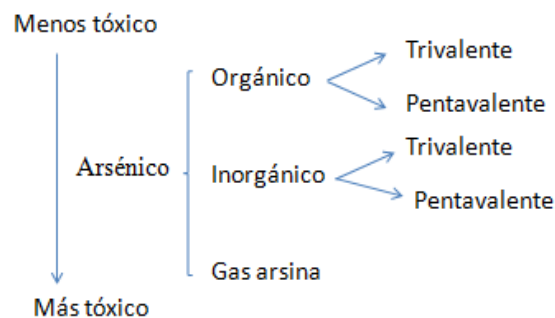 Menos tóxico
Trivalente
Orgánico
Pentavalente
Trivalente
Arsénico
Inorgánico
Pentavalente
Gas arsina
Más tóxico